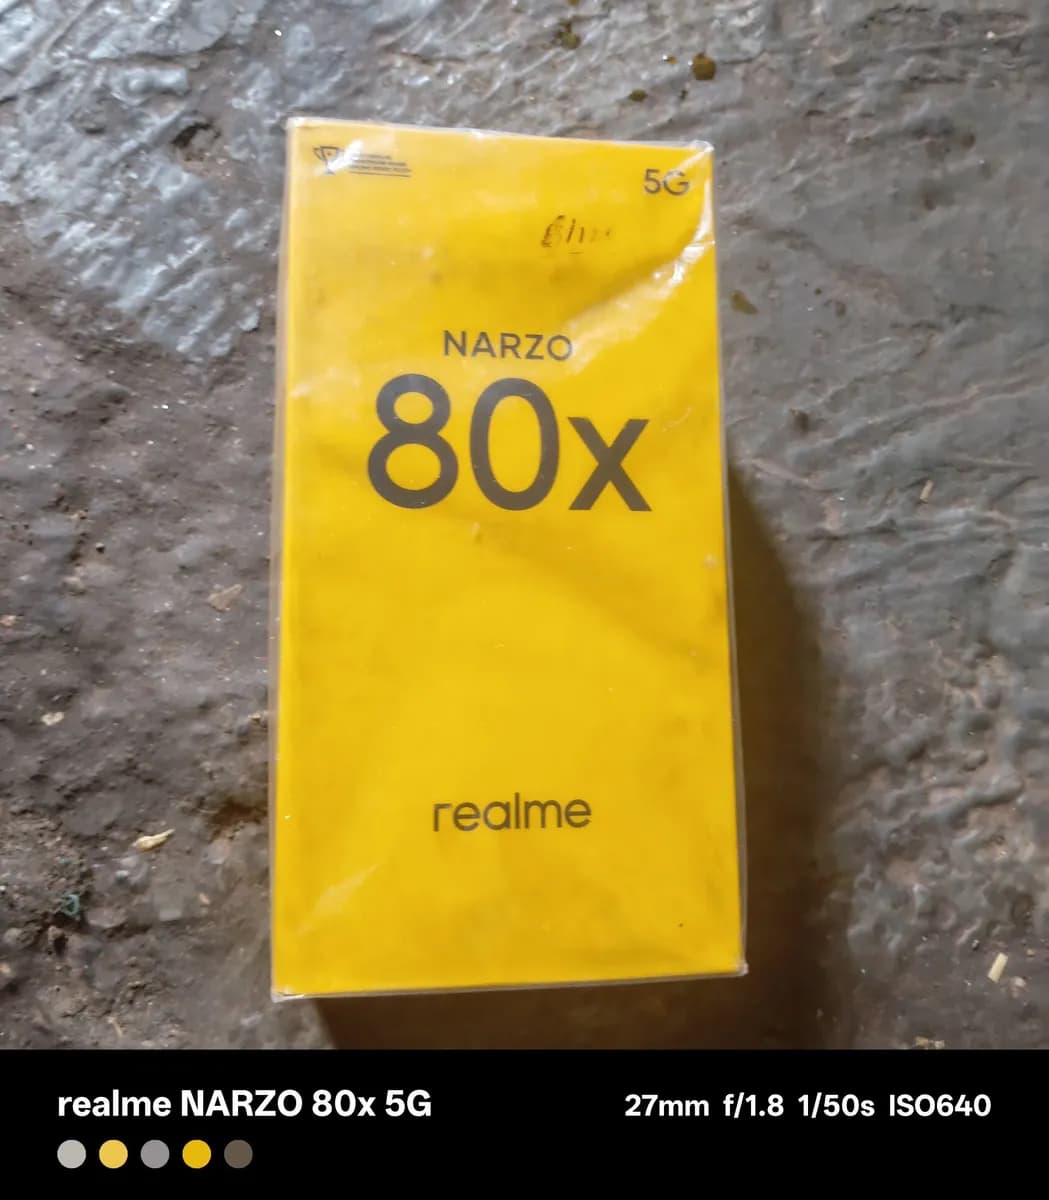 5G
NARZO
80x
realme
realme NARZO 80x 5G
27mm f/1.8 1/50s ISO640